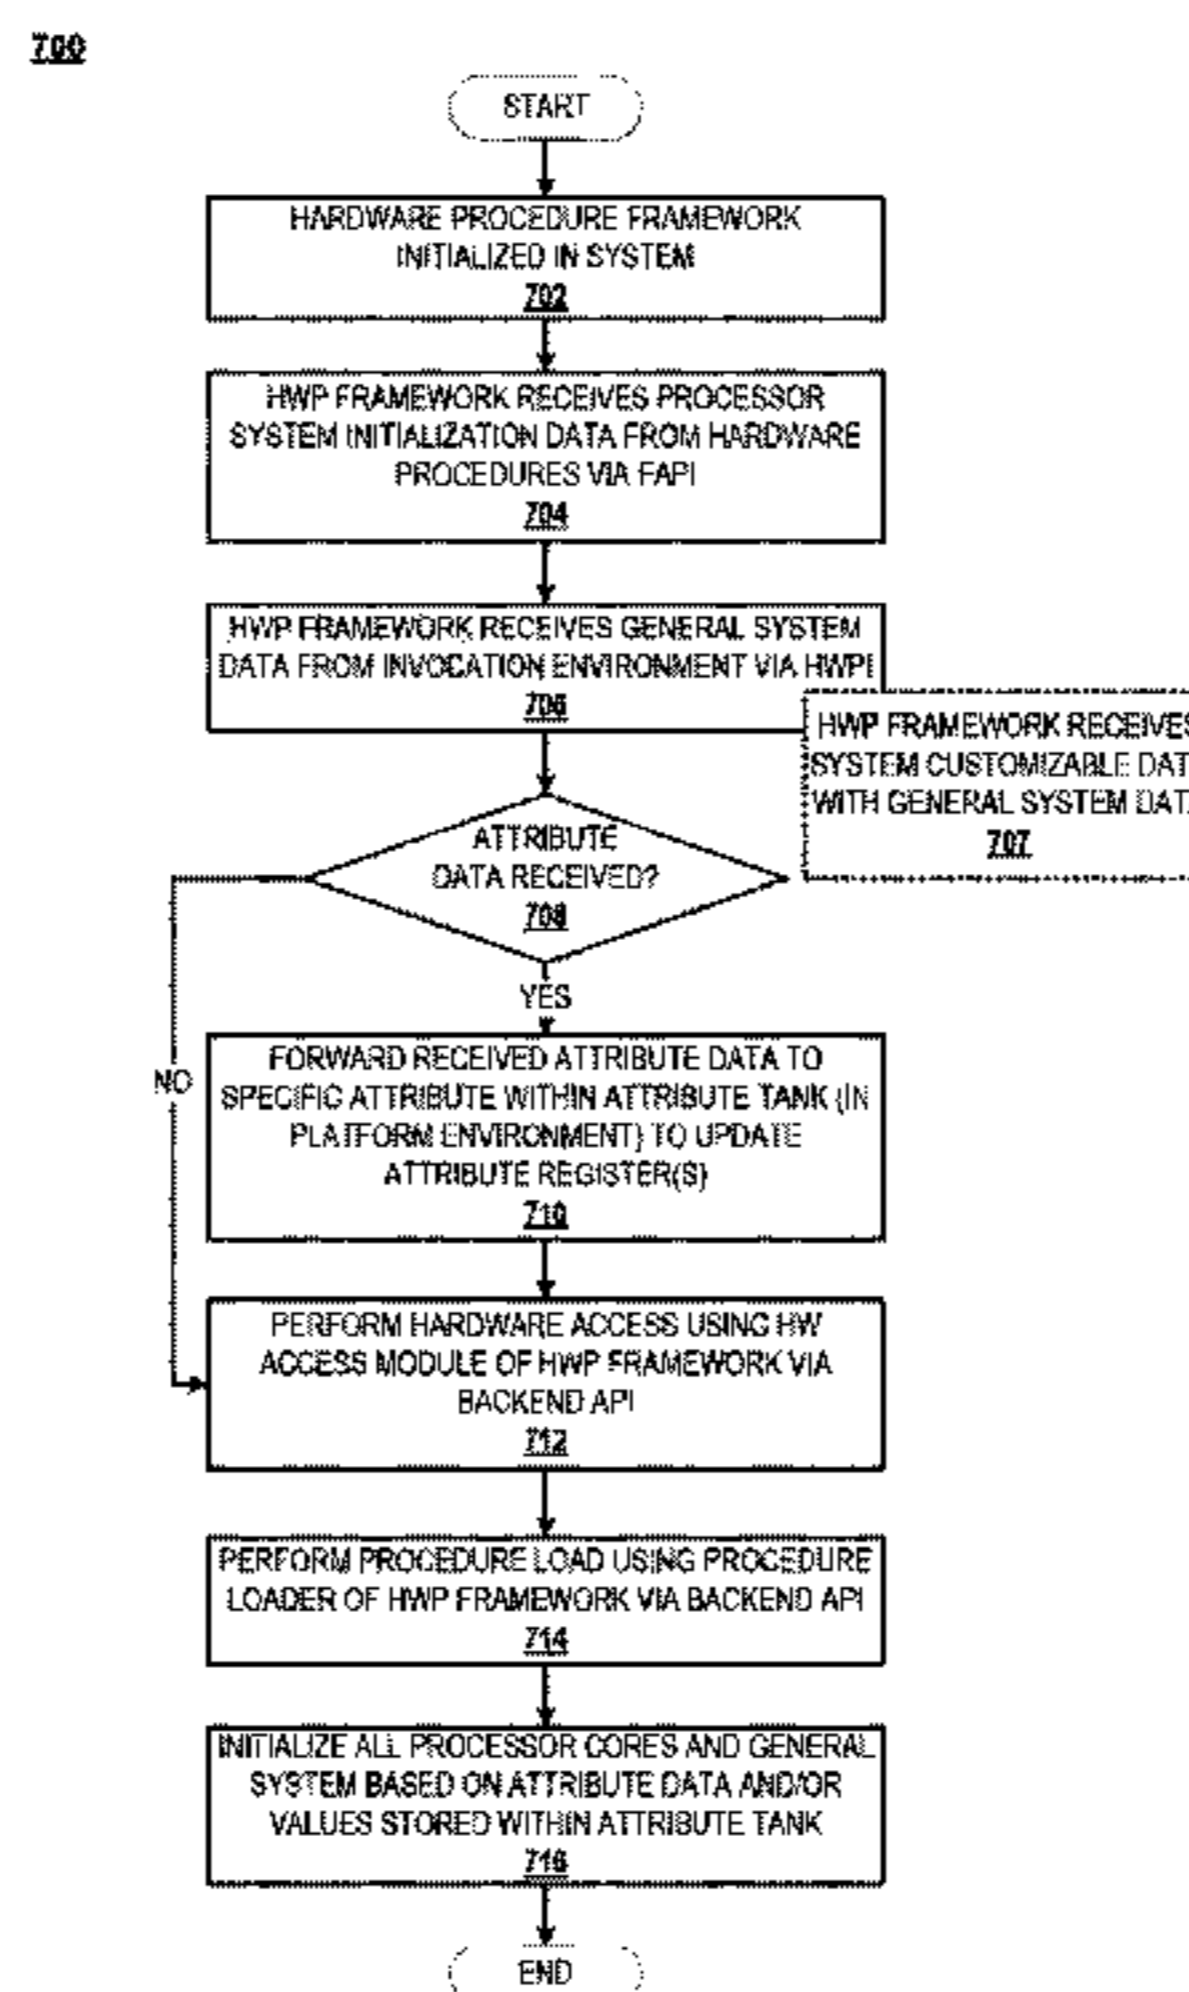 700
START
HARDWARE PROCEDURE FRAMEWORK
INITIALIZED IN SYSTEM
702
HWP FRAMEWORK RECEIVES PROCESSOR
SYSTEM INITIALIZATION DATA FROM HARDWARE
PROCEDURES VIA FAPI
704
HWP FRAMEWORK RECEIVES GENERAL SYSTEM
DATA FROM INVOCATION ENVIRONMENT VIA HWPI
706
HWP FRAMEWORK RECEIVES
SYSTEM CUSTOMIZABLE DAT
WITH GENERAL SYSTEM DAT
707
ATTRIBUTE
DATA RECEIVED?
708
YES
NO
FORWARD RECEIVED ATTRIBUTE DATA TO
SPECIFIC ATTRIBUTE WITHIN ATTRIBUTE TANK (IN
PLATFORM ENVIRONMENT) TO UPDATE
ATTRIBUTE REGISTER(S)
710
PERFORM HARDWARE ACCESS USING HW
ACCESS MODULE OF HWP FRAMEWORK VIA
BACKEND API
712
PERFORM PROCEDURE LOAD USING PROCEDURE
LOADER OF HWP FRAMEWORK VIA BACKEND API
714
INITIALIZE ALL PROCESSOR CORES AND GENERAL
SYSTEM BASED ON ATTRIBUTE DATA AND/OR
VALUES STORED WITHIN ATTRIBUTE TANK
716
END